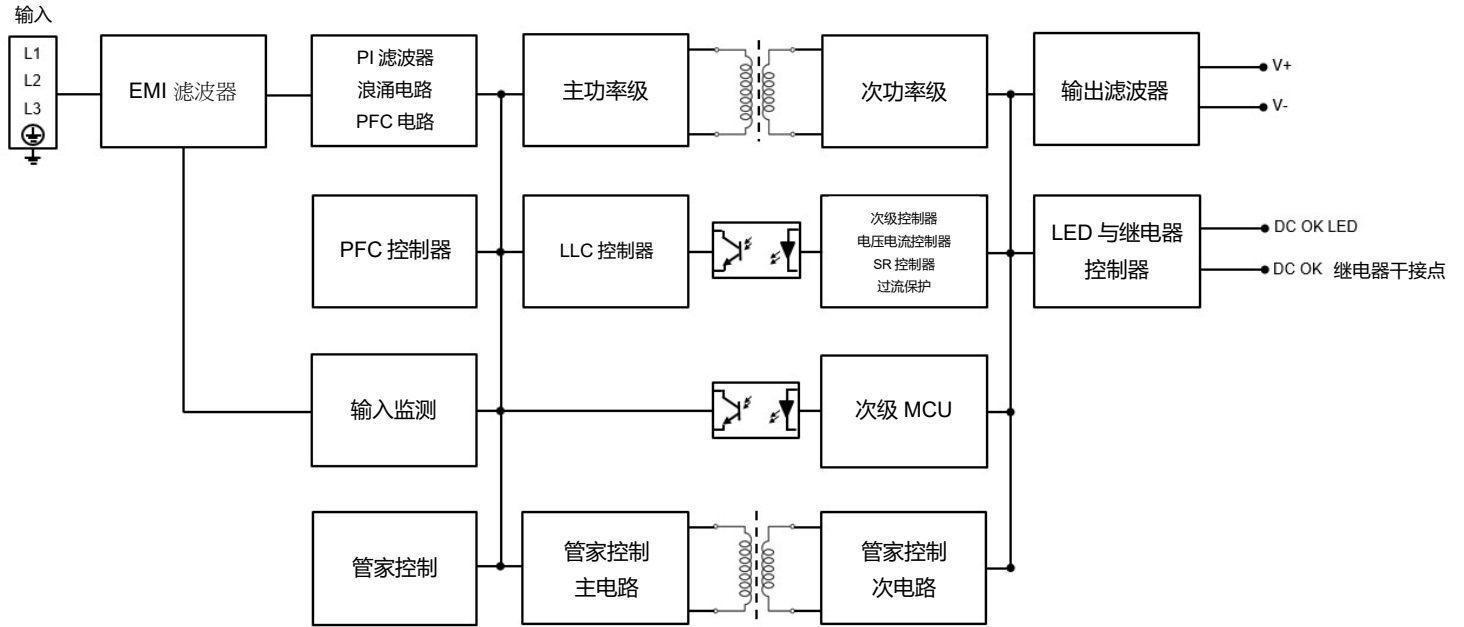 输入
L1
L2
L3
EMI 滤波器
PI 滤波器
浪涌电路
PFC 电路
主功率级
次功率级
输出滤波器
V+
V-
PFC 控制器
LLC 控制器
次级控制器
电压电流控制器
SR 控制器
过流保护
LED 与继电器
控制器
DC OK LED
DC OK 继电器干接点
输入监测
次级 MCU
管家控制
管家控制
主电路
管家控制
次电路